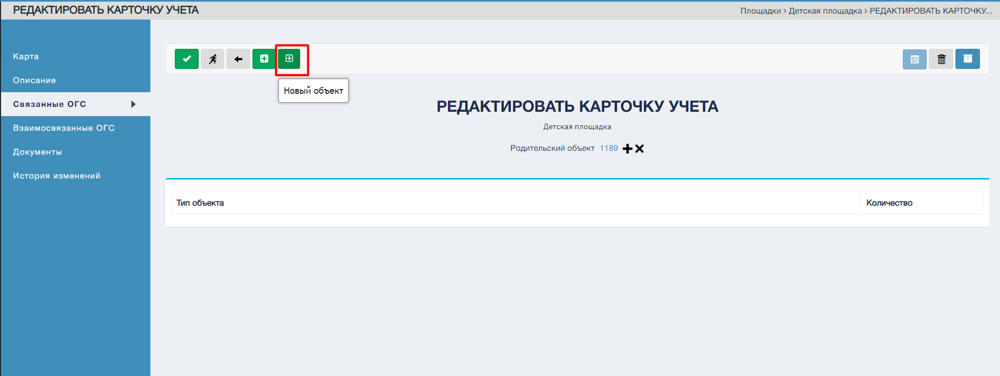 РЕДАКТИРОВАТЬ КАРТОЧКУ УЧЕТА
Площадки > Детская площадка > РЕДАКТИРОВАТЬ КАРТОЧКУ...
Карта
Описание
Связанные ОГС
Взаимосвязанные ОГС
Документы
История изменений
Новый объект
РЕДАКТИРОВАТЬ КАРТОЧКУ УЧЕТА
Детская площадка
Родительский объект 1189
Тип объекта
Количество